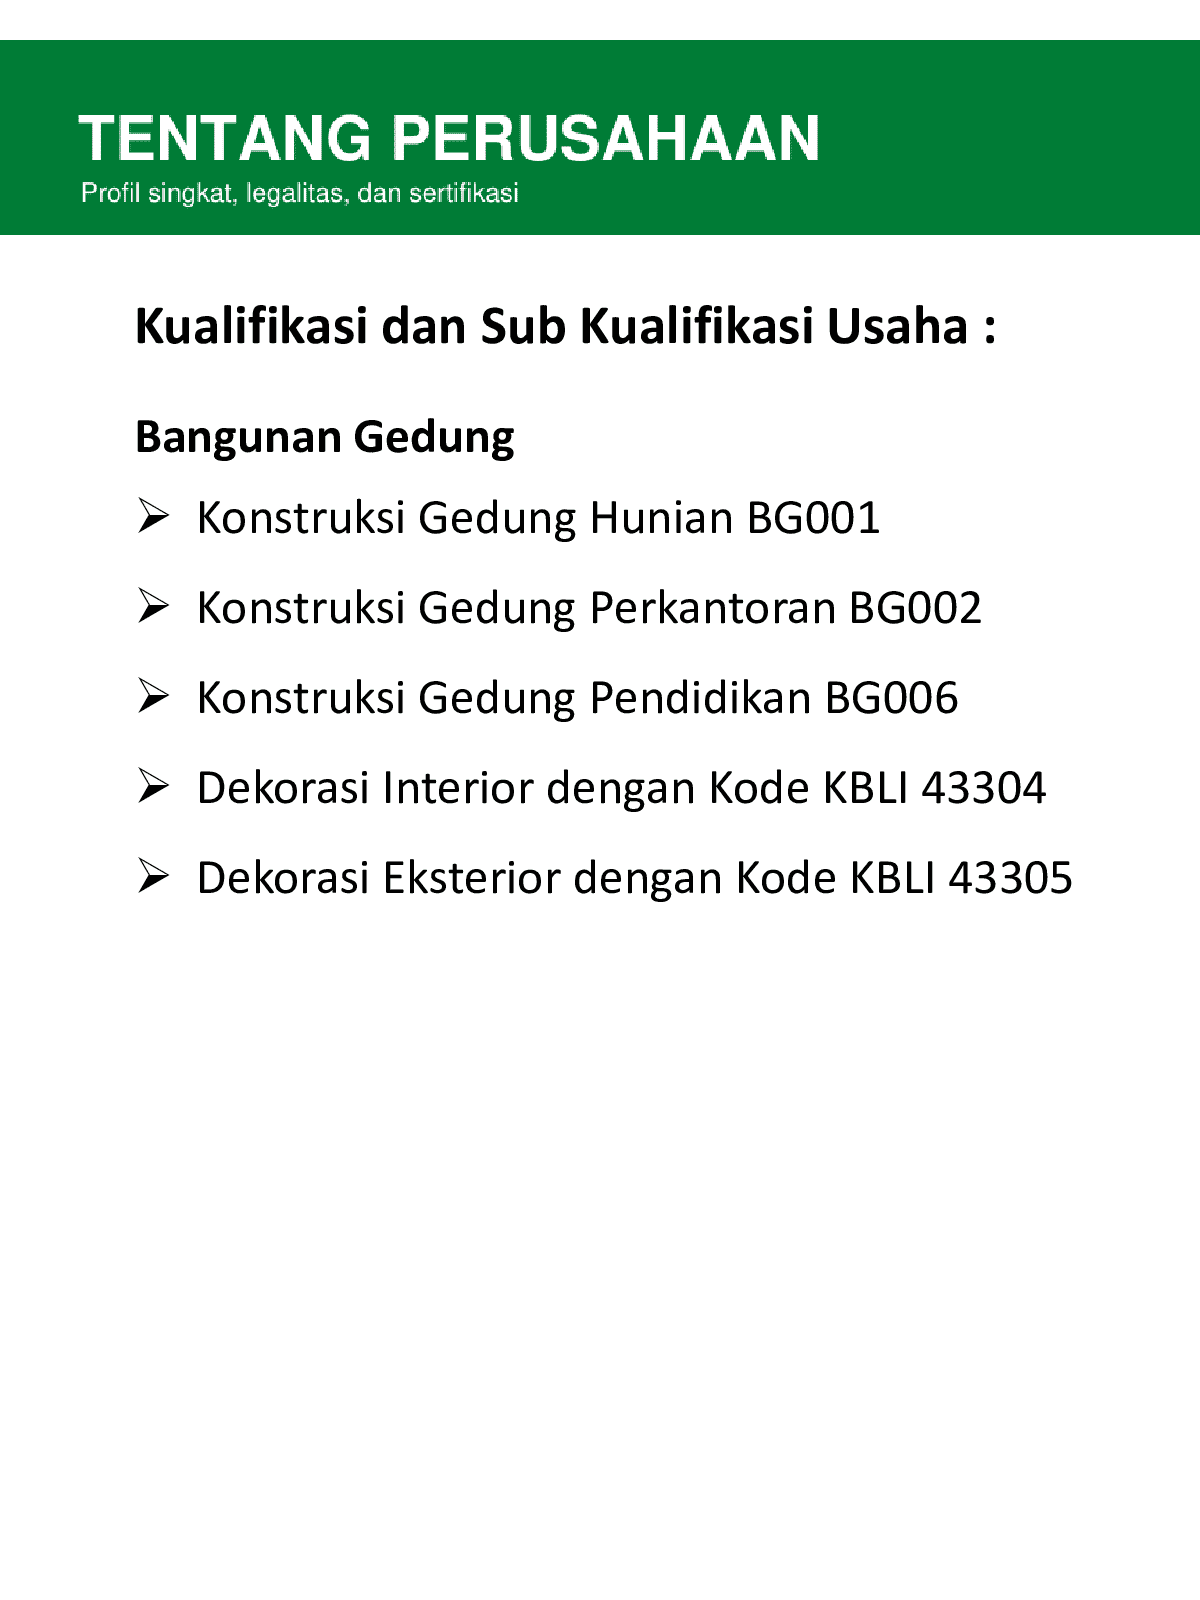 TENTANG PERUSAHAAN
Profil singkat, legalitas, dan sertifikasi
Kualifikasi dan Sub Kualifikasi Usaha :
Bangunan Gedung
➢ Konstruksi Gedung Hunian BG001
➢ Konstruksi Gedung Perkantoran BG002
➢ Konstruksi Gedung Pendidikan BG006
➢ Dekorasi Interior dengan Kode KBLI 43304
➢ Dekorasi Eksterior dengan Kode KBLI 43305